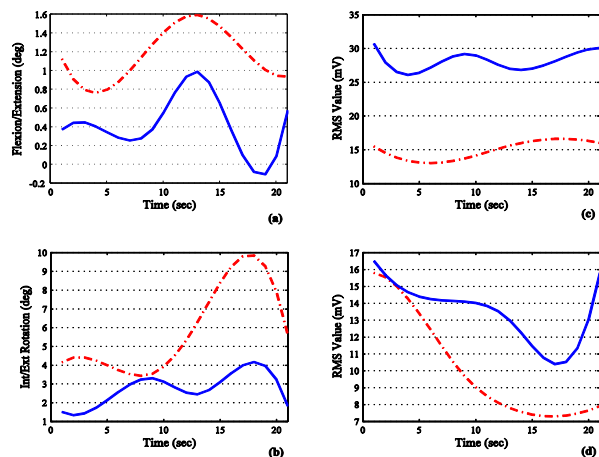 Flexion/Extension (deg)
1.6
1.4
1.2
1
0.8
0.6
0.4
0.2
0
-0.2
0 5 10 15 20
Time (sec)
(a)
RMS Value (mV)
35
30
25
20
15
10
0 5 10 15 20
Time (sec)
(c)
Int/Ext Rotation (deg)
10
9
8
7
6
5
4
3
2
1
0 5 10 15 20
Time (sec)
(b)
RMS Value (mV)
17
16
15
14
13
12
11
10
9
8
7
0 5 10 15 20
Time (sec)
(d)